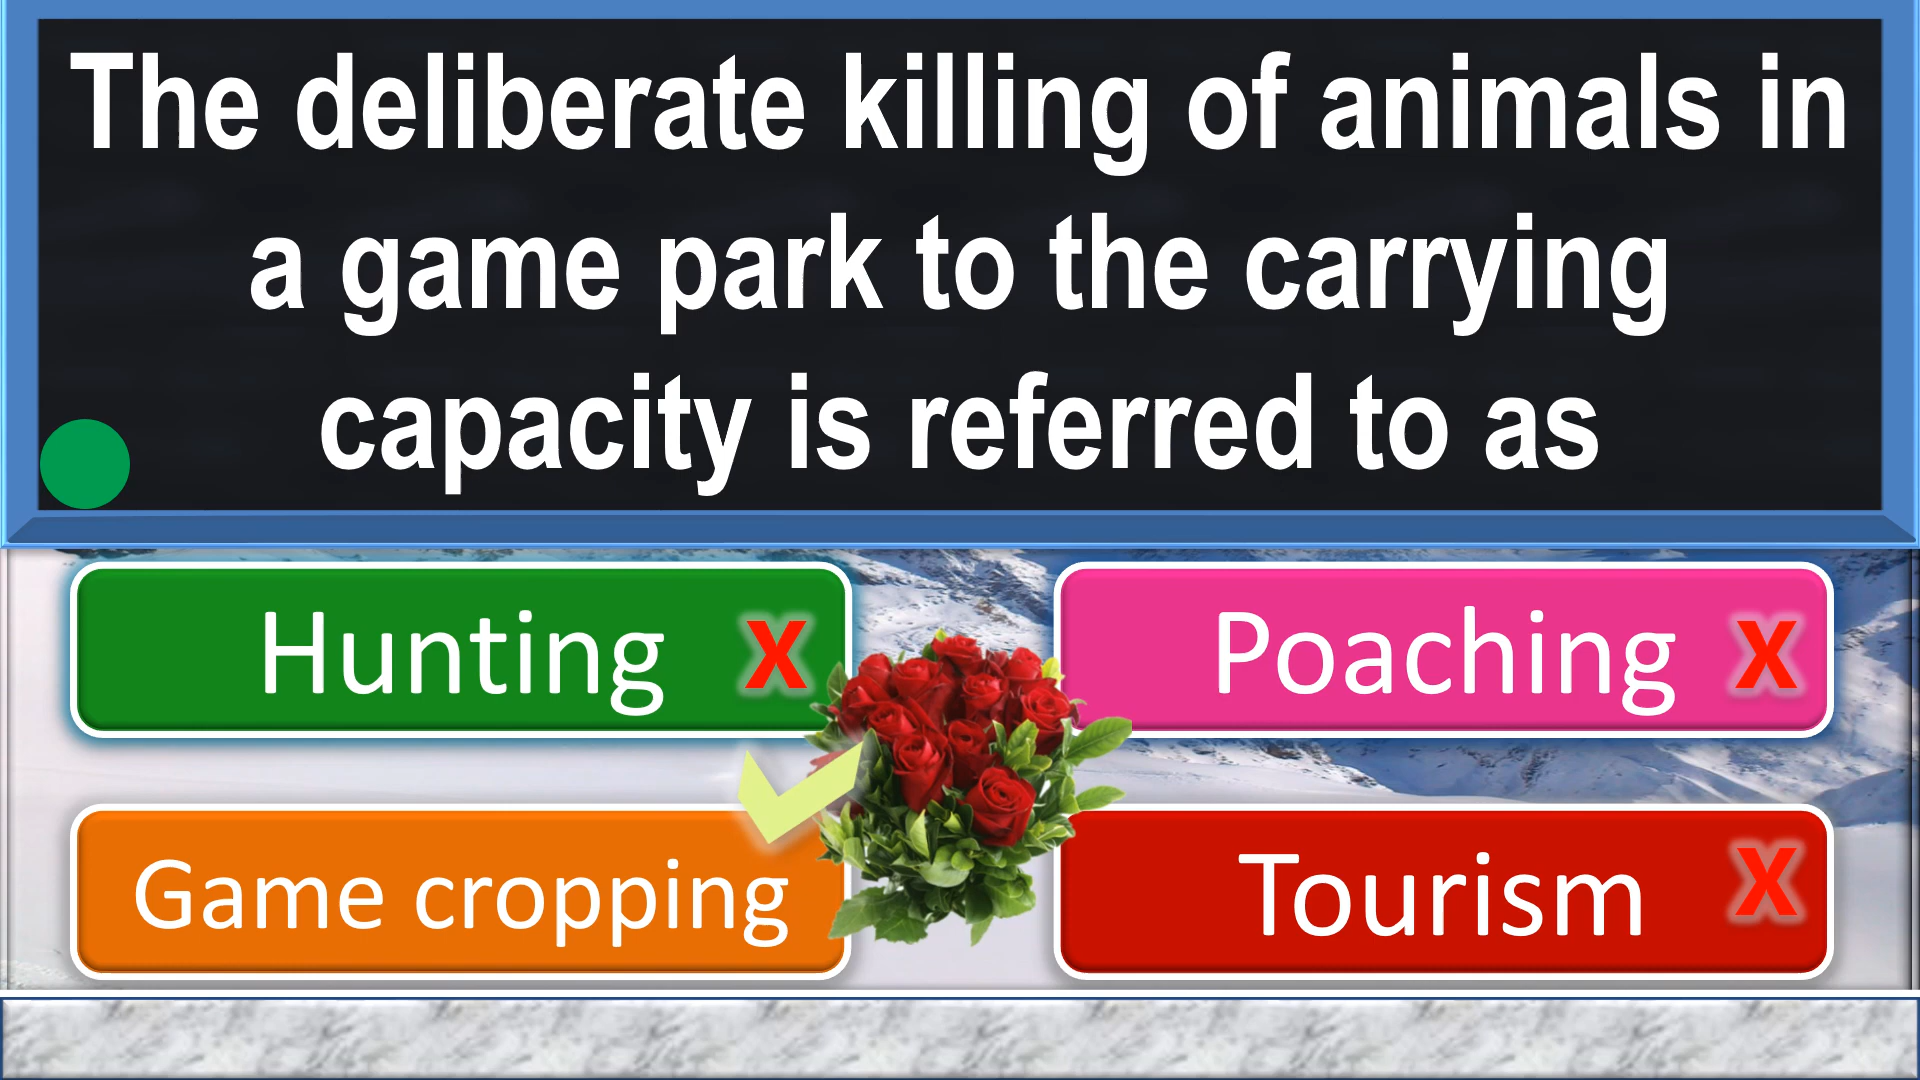 The deliberate killing of animals in
a game park to the carrying
capacity is referred to as
Hunting X
Poaching X
Game cropping
Tourism X